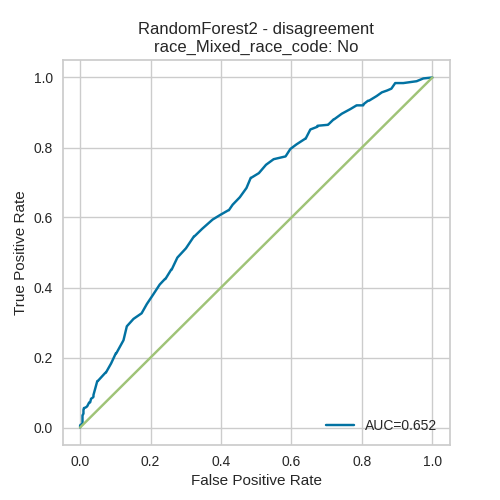 RandomForest2 - disagreement
race_Mixed_race_code: No
True Positive Rate
1.0
0.8
0.6
0.4
0.2
0.0
AUC=0.652
0.0 0.2 0.4 0.6 0.8 1.0
False Positive Rate